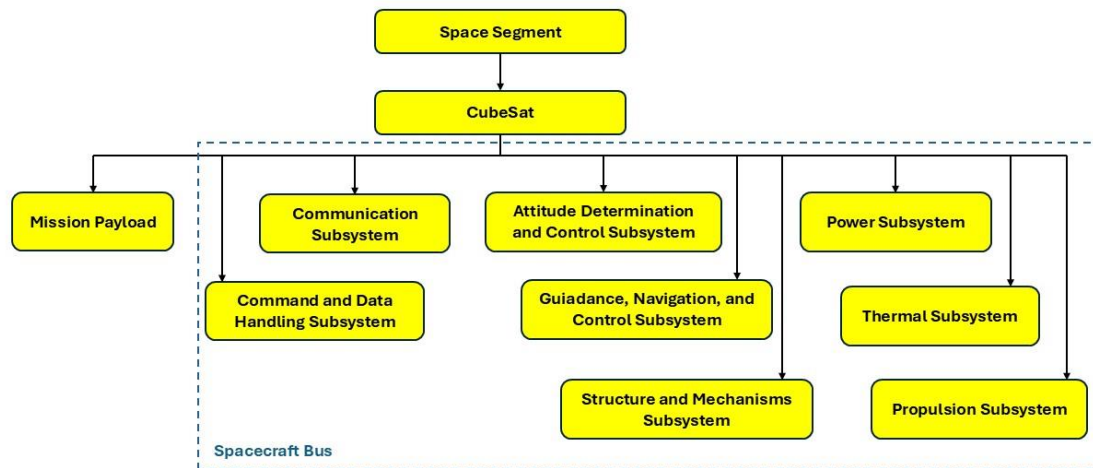 Space Segment
CubeSat
Mission Payload
Communication
Subsystem
Attitude Determination
and Control Subsystem
Power Subsystem
Command and Data
Handling Subsystem
Guiadance, Navigation, and
Control Subsystem
Thermal Subsystem
Structure and Mechanisms
Subsystem
Propulsion Subsystem
Spacecraft Bus